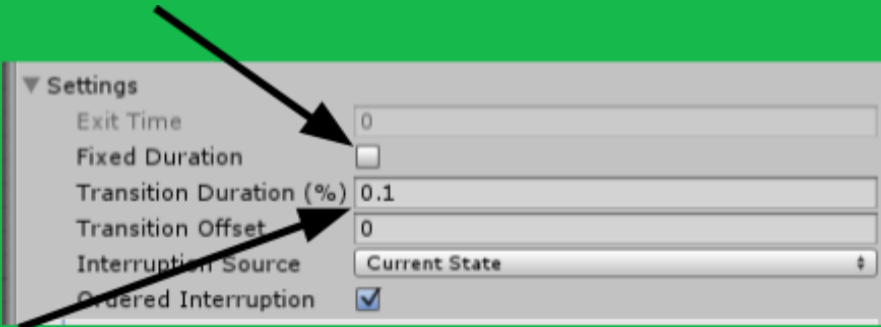 Settings
Exit Time 0
Fixed Duration
Transition Duration (%) 0.1
Transition Offset 0
Interruption Source Current State
Ordered Interruption